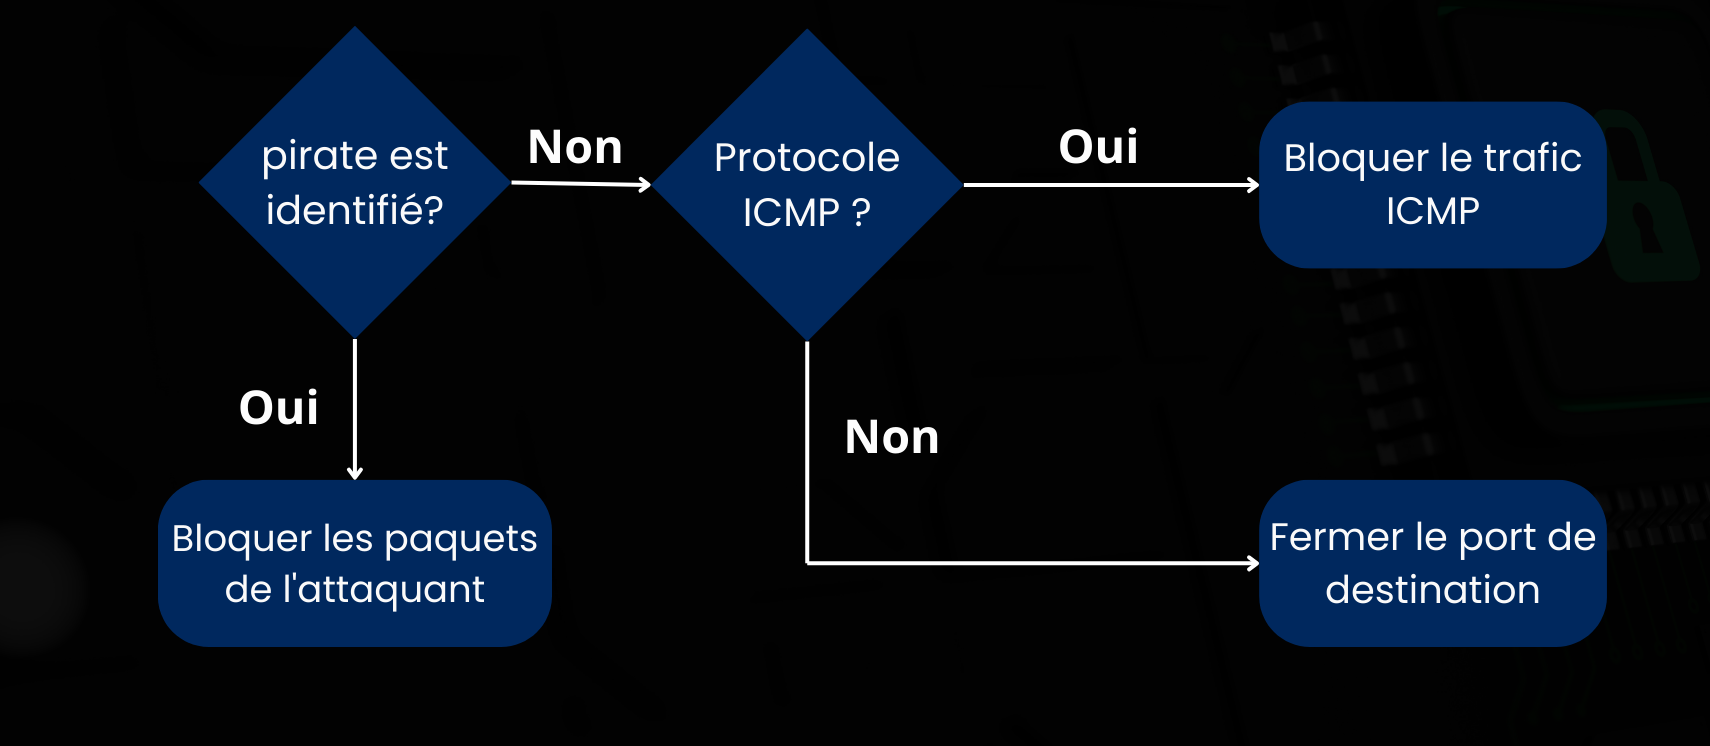 pirate est
identifié?
Non
Protocole
ICMP ?
Oui
Bloquer le trafic
ICMP
Oui
Non
Bloquer les paquets
de l'attaquant
Fermer le port de
destination